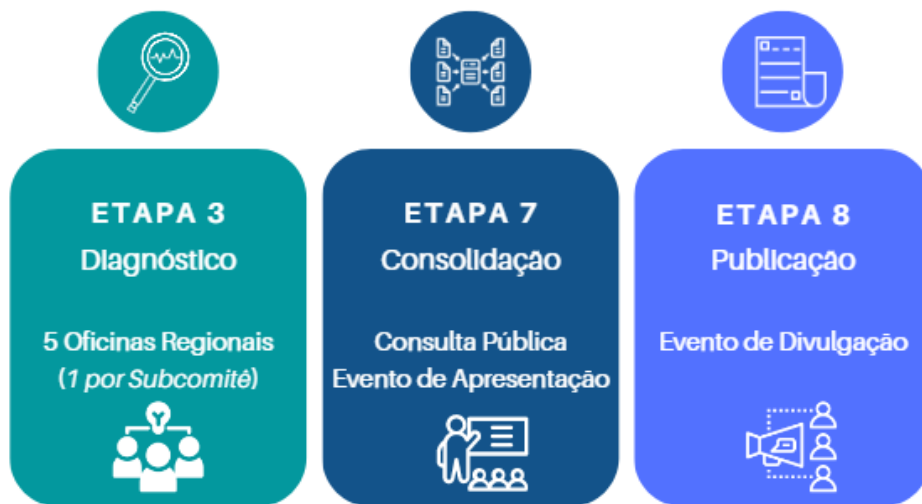 ETAPA 3
Diagnóstico
5 Oficinas Regionais
(1 por Subcomitê)
ETAPA 7
Consolidação
Consulta Pública
Evento de Apresentação
ETAPA 8
Publicação
Evento de Divulgação